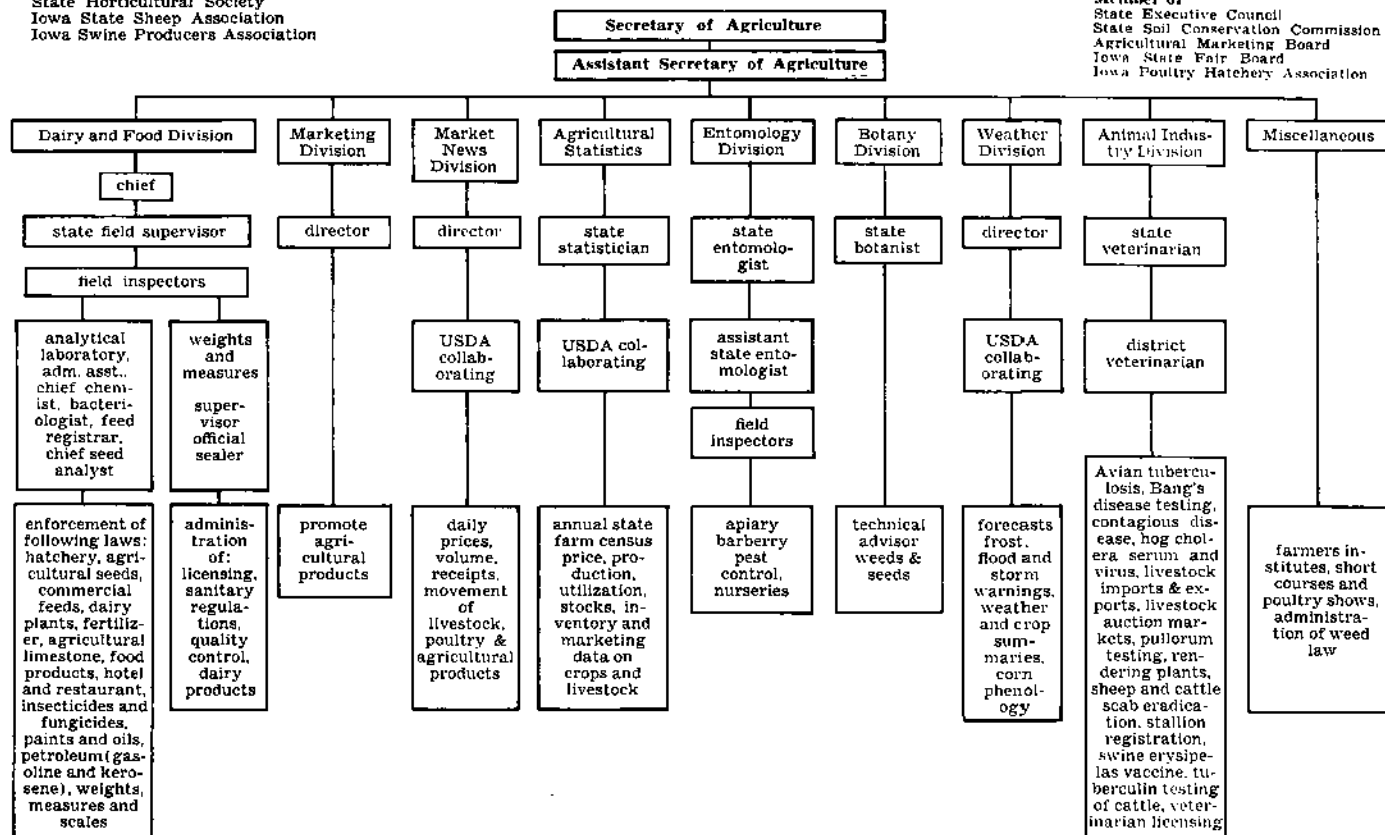 State Horticultural Society
Iowa State Sheep Association
Iowa Swine Producers Association
Member of
State Executive Council
State Soil Conservation Commission
Agricultural Marketing Board
Iowa State Fair Board
Iowa Poultry Hatchery Association
Secretary of Agriculture
Assistant Secretary of Agriculture
Dairy and Food Division
chief
state field supervisor
field inspectors
analytical
laboratory,
adm. asst.,
chief chem-
ist, bacteri-
ologist, feed
registrar,
chief seed
analyst
enforcement of
following laws:
hatchery, agri-
cultural seeds,
commercial
feeds, dairy
plants, fertiliz-
er, agricultural
limestone, food
products, hotel
and restaurant,
insecticides and
fungicides,
paints and oils,
petroleum(gas-
oline and kero-
sene), weights,
measures and
scales
weights
and
measures
super-
visor
official
sealer
adminis-
tration
of:
licensing,
sanitary
regula-
tions,
quality
control,
dairy
products
Marketing
Division
director
promote
agri-
cultural
products
Market
News
Division
director
USDA
collab-
orating
daily
prices,
volume,
receipts,
movement
of
livestock,
poultry &
agricultural
products
Agricultural
Statistics
state
statistician
USDA col-
laborating
annual state
farm census
price, pro-
duction,
utilization,
stocks, in-
ventory and
marketing
data on
crops and
livestock
Entomology
Division
state
entomolo-
gist
assistant
state ento-
mologist
field
inspectors
apiary
barberry
pest
control,
nurseries
Botany
Division
state
botanist
technical
advisor
weeds &
seeds
Weather
Division
director
USDA
collab-
orating
forecasts
frost,
flood and
storm
warnings,
weather
and crop
sum-
maries,
corn
phenol-
ogy
Animal Indus-
try Division
state
veterinarian
district
veterinarian
Avian tubercu-
losis, Bang's
disease testing,
contagious dis-
ease, hog chol-
era serum and
virus, livestock
imports & ex-
ports, livestock
auction mar-
kets, pullorum
testing, ren-
dering plants,
sheep and cattle
scab eradica-
tion, stallion
registration,
swine erysipe-
las vaccine, tu-
berculin testing
of cattle, veter-
inarian licensing
Miscellaneous
farmers in-
stitutes, short
courses and
poultry shows,
administra-
tion of weed
law